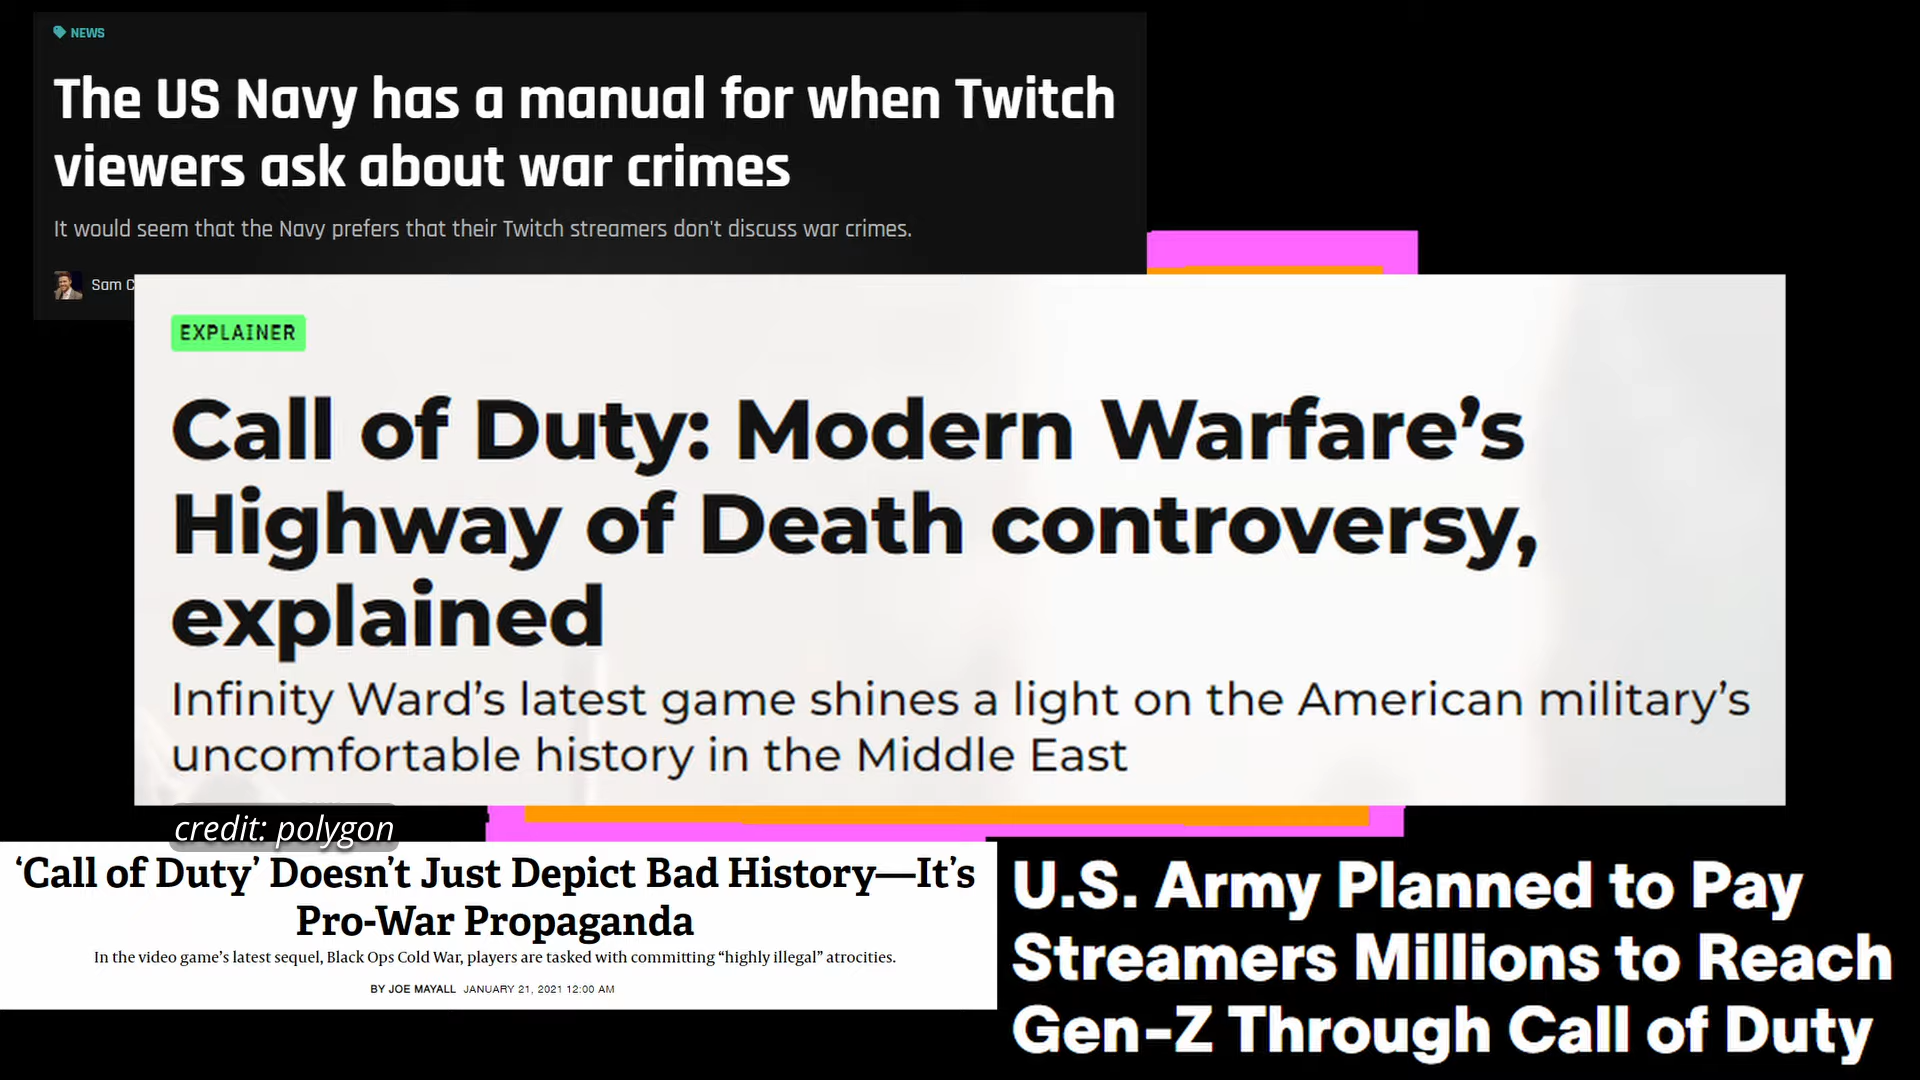 NEWS
The US Navy has a manual for when Twitch
viewers ask about war crimes
It would seem that the Navy prefers that their Twitch streamers don't discuss war crimes.
Sam C
EXPLAINER
Call of Duty: Modern Warfare’s
Highway of Death controversy,
explained
Infinity Ward’s latest game shines a light on the American military’s
uncomfortable history in the Middle East
credit: polygon
‘Call of Duty’ Doesn’t Just Depict Bad History—It’s
Pro-War Propaganda
In the video game’s latest sequel, Black Ops Cold War, players are tasked with committing “highly illegal” atrocities.
BY JOE MAYALL JANUARY 21, 2021 12:00 AM
U.S. Army Planned to Pay
Streamers Millions to Reach
Gen-Z Through Call of Duty